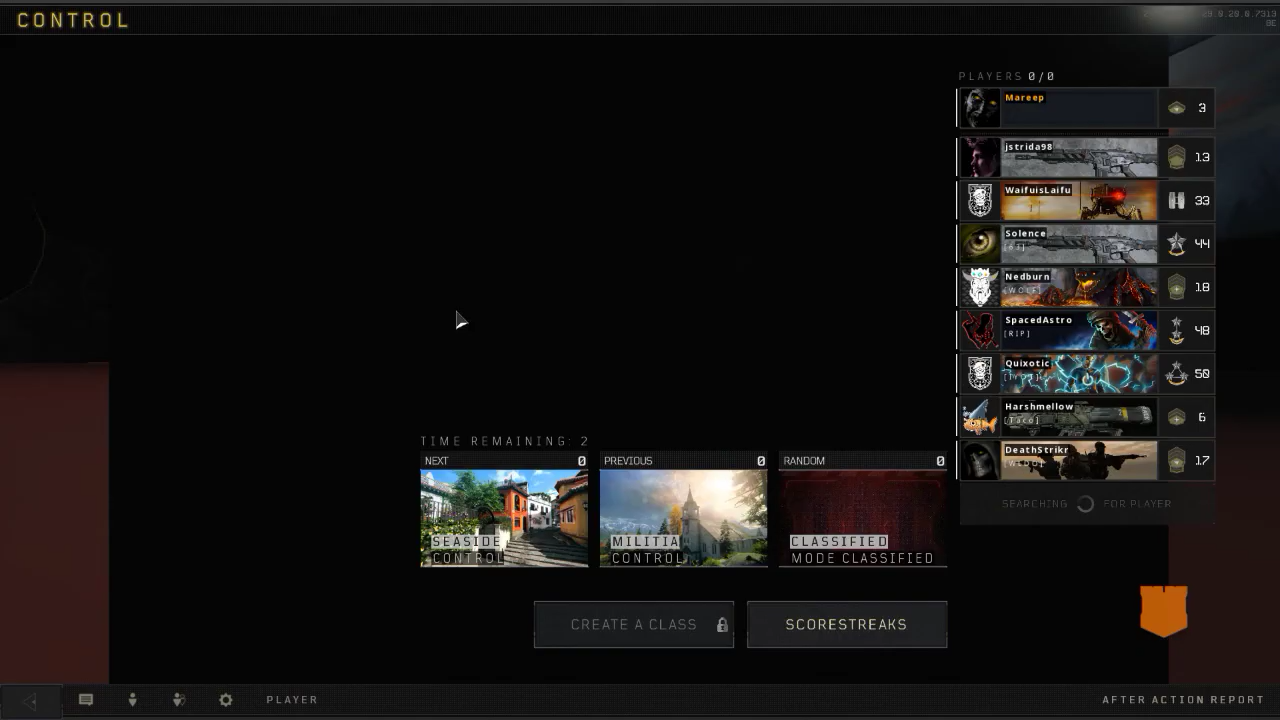 CONTROL
PLAYERS 0/0
Mareep
3
jstrida98
13
WaifuisLaifu
33
Solence
44
Nedburn
[WOLF]
18
SpacedAstro
[RIP]
48
Quixotic
50
Harshmellow
[Taco]
6
DeathStrikr
17
SEARCHING FOR PLAYER
TIME REMAINING: 2
NEXT 0
PREVIOUS 0
RANDOM 0
SEASIDE
CONTROL
MILITIA
CONTROL
CLASSIFIED
MODE CLASSIFIED
CREATE A CLASS
SCORESTREAKS
PLAYER
AFTER ACTION REPORT